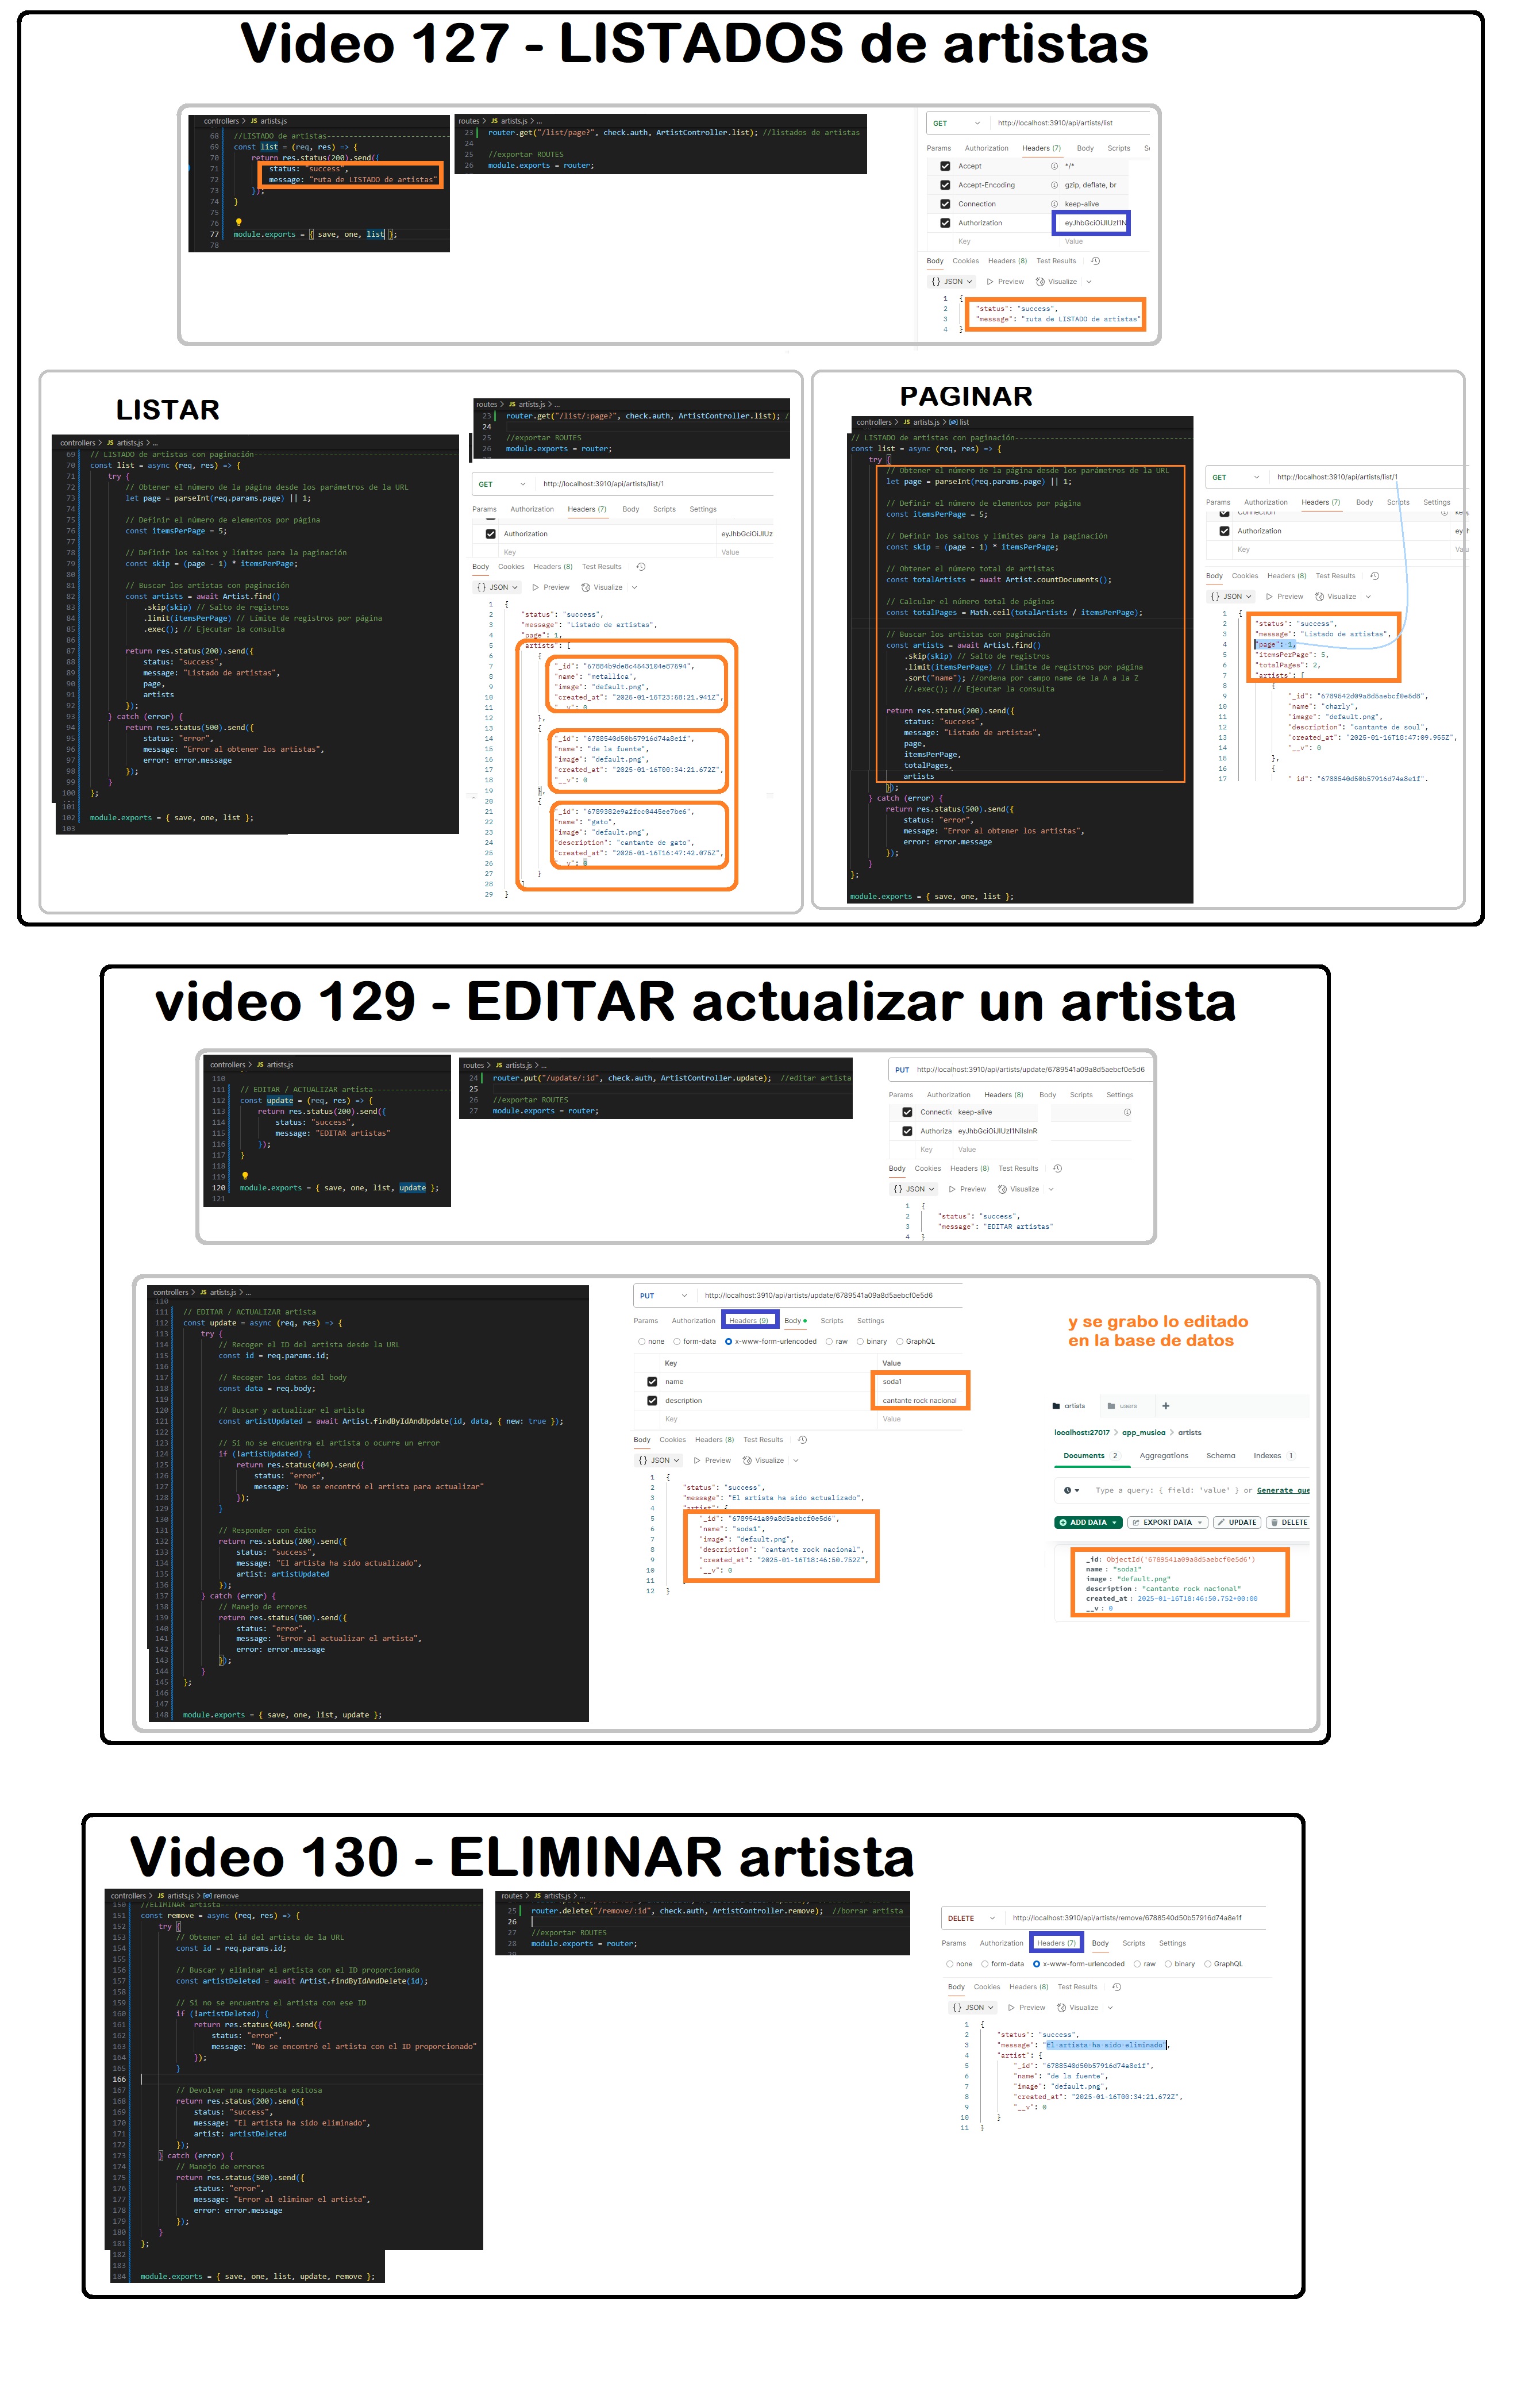 Video 127 - LISTADOS de artistas
controllers > JS artists.js
68 //LISTADO de artistas----------------------------
69 const list = (req, res) => {
70 return res.status(200).send({
71 status: "success",
72 message: "ruta de LISTADO de artistas"
73 });
74 }
75
76
77 module.exports = { save, one, list };
78
routes > JS artists.js > ...
23 router.get("/list/page?", check.auth, ArtistController.list); //listados de artistas
24
25 //exportar ROUTES
26 module.exports = router;
GET http://localhost:3910/api/artists/list
Params Authorization Headers (7) Body Scripts
Accept */*
Accept-Encoding gzip, deflate, br
Connection keep-alive
Authorization eyJhbGciOiJIUzI1N
Key Value
Body Cookies Headers (8) Test Results
{} JSON Preview Visualize
1 {
2 "status": "success",
3 "message": "ruta de LISTADO de artistas"
4 }
LISTAR
controllers > JS artists.js > ...
69 // LISTADO de artistas con paginación----------------------------
70 const list = async (req, res) => {
71 try {
72 // Obtener el número de la página desde los parámetros de la URL
73 let page = parseInt(req.params.page) || 1;
74
75 // Definir el número de elementos por página
76 const itemsPerPage = 5;
77
78 // Definir los saltos y límites para la paginación
79 const skip = (page - 1) * itemsPerPage;
80
81 // Buscar los artistas con paginación
82 const artists = await Artist.find()
83 .skip(skip) // Salto de registros
84 .limit(itemsPerPage) // Límite de registros por página
85 .exec(); // Ejecutar la consulta
86
87 return res.status(200).send({
88 status: "success",
89 message: "Listado de artistas",
90 page,
91 artists
92 });
93 } catch (error) {
94 return res.status(500).send({
95 status: "error",
96 message: "Error al obtener los artistas",
97 error: error.message
98 });
99 }
100 };
101
102 module.exports = { save, one, list };
103
routes > JS artists.js > ...
23 router.get("/list/:page?", check.auth, ArtistController.list); /
24
25 //exportar ROUTES
26 module.exports = router;
GET http://localhost:3910/api/artists/list/1
Params Authorization Headers (7) Body Scripts Settings
Authorization eyJhbGciOiJIUz
Key Value
Body Cookies Headers (8) Test Results
{} JSON Preview Visualize
1 {
2 "status": "success",
3 "message": "Listado de artistas",
4 "page": 1,
5 "artists": [
6 {
7 "_id": "67884b9de8c4543184e87594",
8 "name": "metallica",
9 "image": "default.png",
10 "created_at": "2025-01-15T23:58:21.941Z",
11 "__v": 0
12 },
13 {
14 "_id": "6788540d50b57916d74a8e1f",
15 "name": "de la fuente",
16 "image": "default.png",
17 "created_at": "2025-01-16T00:34:21.672Z",
18 "__v": 0
19 },
20 {
21 "_id": "6789382e9a2fcc0445ee7be6",
22 "name": "gato",
23 "image": "default.png",
24 "description": "cantante de gato",
25 "created_at": "2025-01-16T16:47:42.075Z",
26 "__v": 0
27 }
28 ]
29 }
PAGINAR
controllers > JS artists.js > list
// LISTADO de artistas con paginación----------------------------
const list = async (req, res) => {
try {
// Obtener el número de la página desde los parámetros de la URL
let page = parseInt(req.params.page) || 1;
// Definir el número de elementos por página
const itemsPerPage = 5;
// Definir los saltos y límites para la paginación
const skip = (page - 1) * itemsPerPage;
// Obtener el número total de artistas
const totalArtists = await Artist.countDocuments();
// Calcular el número total de páginas
const totalPages = Math.ceil(totalArtists / itemsPerPage);
// Buscar los artistas con paginación
const artists = await Artist.find()
.skip(skip) // Salto de registros
.limit(itemsPerPage) // Límite de registros por página
.sort("name"); //ordena por campo name de la A a la Z
//.exec(); // Ejecutar la consulta
return res.status(200).send({
status: "success",
message: "Listado de artistas",
page,
itemsPerPage,
totalPages,
artists
});
} catch (error) {
return res.status(500).send({
status: "error",
message: "Error al obtener los artistas",
error: error.message
});
}
};
module.exports = { save, one, list };
GET http://localhost:3910/api/artists/list/1
Params Authorization Headers (7) Body Scripts Settings
Authorization
Key
Body Cookies Headers (8) Test Results
{} JSON Preview Visualize
1 {
2 "status": "success",
3 "message": "Listado de artistas",
4 "page": 1,
5 "itemsPerPage": 5,
6 "totalPages": 2,
7 "artists": [
8 {
9 "_id": "6789542d09a8d5aebcf0e5d8",
10 "name": "charly",
11 "image": "default.png",
12 "description": "cantante de soul",
13 "created_at": "2025-01-16T18:47:09.955Z",
14 "__v": 0
15 },
16 {
17 "_id": "6788540d50b57916d74a8e1f",
video 129 - EDITAR actualizar un artista
controllers > JS artists.js
110
111 // EDITAR / ACTUALIZAR artista------------------
112 const update = (req, res) => {
113 return res.status(200).send({
114 status: "success",
115 message: "EDITAR artistas"
116 });
117 }
118
119
120 module.exports = { save, one, list, update };
121
routes > JS artists.js > ...
24 router.put("/update/:id", check.auth, ArtistController.update); //editar artista
25
26 //exportar ROUTES
27 module.exports = router;
PUT http://localhost:3910/api/artists/update/6789541a09a8d5aebcf0e5d6
Params Authorization Headers (8) Body Scripts Settings
Connectic keep-alive
Authoriza eyJhbGciOiJIUzI1NiIsInR
Key Value
Body Cookies Headers (8) Test Results
{} JSON Preview Visualize
1 {
2 "status": "success",
3 "message": "EDITAR artistas"
4 }
controllers > JS artists.js > ...
110
111 // EDITAR / ACTUALIZAR artista
112 const update = async (req, res) => {
113 try {
114 // Recoger el ID del artista desde la URL
115 const id = req.params.id;
116
117 // Recoger los datos del body
118 const data = req.body;
119
120 // Buscar y actualizar el artista
121 const artistUpdated = await Artist.findByIdAndUpdate(id, data, { new: true });
122
123 // Si no se encuentra el artista o ocurre un error
124 if (!artistUpdated) {
125 return res.status(404).send({
126 status: "error",
127 message: "No se encontró el artista para actualizar"
128 });
129 }
130
131 // Responder con éxito
132 return res.status(200).send({
133 status: "success",
134 message: "El artista ha sido actualizado",
135 artist: artistUpdated
136 });
137 } catch (error) {
138 // Manejo de errores
139 return res.status(500).send({
140 status: "error",
141 message: "Error al actualizar el artista",
142 error: error.message
143 });
144 }
145 };
146
147
148 module.exports = { save, one, list, update };
PUT http://localhost:3910/api/artists/update/6789541a09a8d5aebcf0e5d6
Params Authorization Headers (9) Body Scripts Settings
none form-data x-www-form-urlencoded raw binary GraphQL
Key Value
name soda1
description cantante rock nacional
Key Value
Body Cookies Headers (8) Test Results
{} JSON Preview Visualize
1 {
2 "status": "success",
3 "message": "El artista ha sido actualizado",
4 "artist": {
5 "_id": "6789541a09a8d5aebcf0e5d6",
6 "name": "soda1",
7 "image": "default.png",
8 "description": "cantante rock nacional",
9 "created_at": "2025-01-16T18:46:50.752Z",
10 "__v": 0
11
12 }
y se grabo lo editado
en la base de datos
artists users +
localhost:27017 > app_musica > artists
Documents 2 Aggregations Schema Indexes 1
Type a query: { field: 'value' } or Generate que
ADD DATA EXPORT DATA UPDATE DELETE
_id: ObjectId('6789541a09a8d5aebcf0e5d6')
name : "soda1"
image : "default.png"
description : "cantante rock nacional"
created_at : 2025-01-16T18:46:50.752+00:00
__v : 0
Video 130 - ELIMINAR artista
controllers > JS artists.js > remove
150 //ELIMINAR artista----------------------------
151 const remove = async (req, res) => {
152 try {
153 // Obtener el id del artista de la URL
154 const id = req.params.id;
155
156 // Buscar y eliminar el artista con el ID proporcionado
157 const artistDeleted = await Artist.findByIdAndDelete(id);
158
159 // Si no se encuentra el artista con ese ID
160 if (!artistDeleted) {
161 return res.status(404).send({
162 status: "error",
163 message: "No se encontró el artista con el ID proporcionado"
164 });
165 }
166
167 // Devolver una respuesta exitosa
168 return res.status(200).send({
169 status: "success",
170 message: "El artista ha sido eliminado",
171 artist: artistDeleted
172 });
173 } catch (error) {
174 // Manejo de errores
175 return res.status(500).send({
176 status: "error",
177 message: "Error al eliminar el artista",
178 error: error.message
179 });
180 }
181 };
182
183
184 module.exports = { save, one, list, update, remove };
routes > JS artists.js > ...
25 router.delete("/remove/:id", check.auth, ArtistController.remove); //borrar artista
26
27 //exportar ROUTES
28 module.exports = router;
DELETE http://localhost:3910/api/artists/remove/6788540d50b57916d74a8e1f
Params Authorization Headers (7) Body Scripts Settings
none form-data x-www-form-urlencoded raw binary GraphQL
Body Cookies Headers (8) Test Results
{} JSON Preview Visualize
1 {
2 "status": "success",
3 "message": "El artista ha sido eliminado",
4 "artist": {
5 "_id": "6788540d50b57916d74a8e1f",
6 "name": "de la fuente",
7 "image": "default.png",
8 "created_at": "2025-01-16T00:34:21.672Z",
9 "__v": 0
10 }
11 }